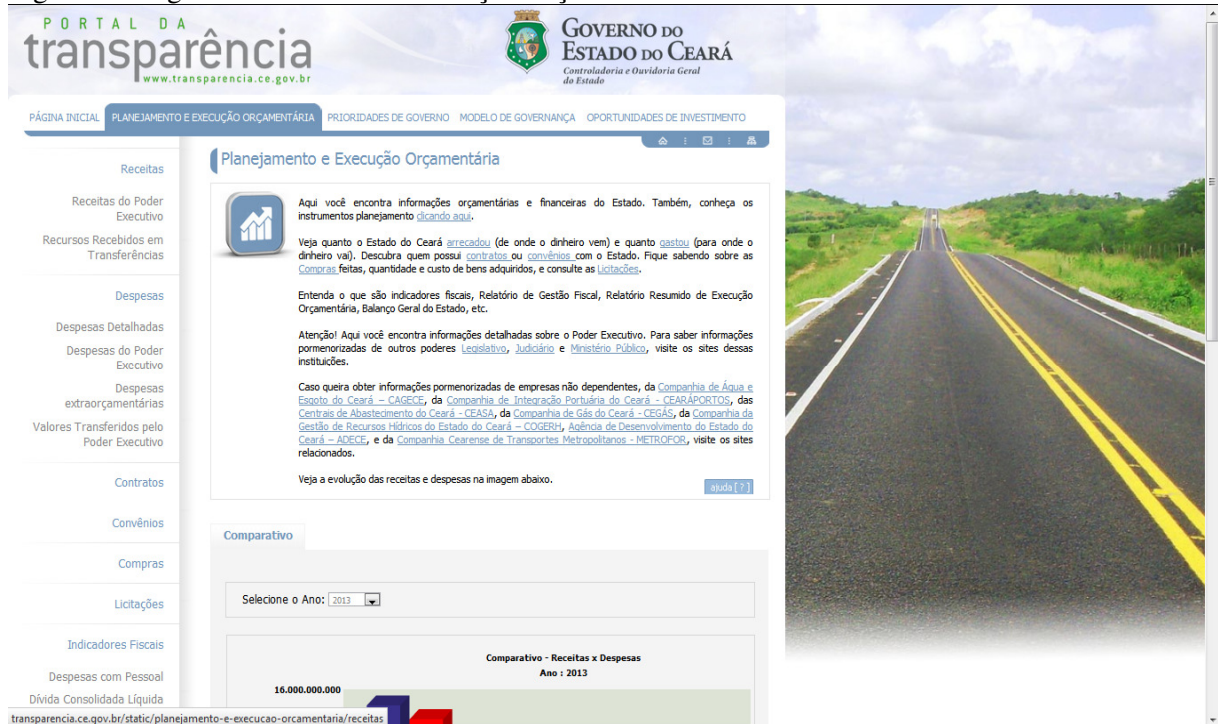 PORTAL DA
transparência
www.transparencia.ce.gov.br
GOVERNO DO
ESTADO DO CEARÁ
Controladoria e Ouvidoria Geral
do Estado
PÁGINA INICIAL PLANEJAMENTO E EXECUÇÃO ORÇAMENTÁRIA PRIORIDADES DE GOVERNO MODELO DE GOVERNANÇA OPORTUNIDADES DE INVESTIMENTO
Receitas
Receitas do Poder
Executivo
Recursos Recebidos em
Transferências
Despesas
Despesas Detalhadas
Despesas do Poder
Executivo
Despesas
extraorçamentárias
Valores Transferidos pelo
Poder Executivo
Contratos
Convênios
Compras
Licitações
Indicadores Fiscais
Despesas com Pessoal
Dívida Consolidada Líquida
Planejamento e Execução Orçamentária
Aqui você encontra informações orçamentárias e financeiras do Estado. Também, conheça os
instrumentos planejamento clicando aqui.
Veja quanto o Estado do Ceará arrecadou (de onde o dinheiro vem) e quanto gastou (para onde o
dinheiro vai). Descubra quem possui contratos ou convênios com o Estado. Fique sabendo sobre as
Compras feitas, quantidade e custo de bens adquiridos, e consulte as Licitações.
Entenda o que são indicadores fiscais, Relatório de Gestão Fiscal, Relatório Resumido de Execução
Orçamentária, Balanço Geral do Estado, etc.
Atenção! Aqui você encontra informações detalhadas sobre o Poder Executivo. Para saber informações
pormenorizadas de outros poderes Legislativo, Judiciário e Ministério Público, visite os sites dessas
instituições.
Caso queira obter informações pormenorizadas de empresas não dependentes, da Companhia de Água e
Esgoto do Ceará – CAGECE, da Companhia de Integração Portuária do Ceará - CEARÁPORTOS, das
Centrais de Abastecimento do Ceará - CEASA, da Companhia de Gás do Ceará - CEGÁS, da Companhia da
Gestão de Recursos Hídricos do Estado do Ceará – COGERH, Agência de Desenvolvimento do Estado do
Ceará – ADECE, e da Companhia Cearense de Transportes Metropolitanos - METROFOR, visite os sites
relacionados.
Veja a evolução das receitas e despesas na imagem abaixo.
ajuda [ ? ]
Comparativo
Selecione o Ano: 2013
Comparativo - Receitas x Despesas
Ano : 2013
16.000.000.000
transparencia.ce.gov.br/static/planejamento-e-execucao-orcamentaria/receitas